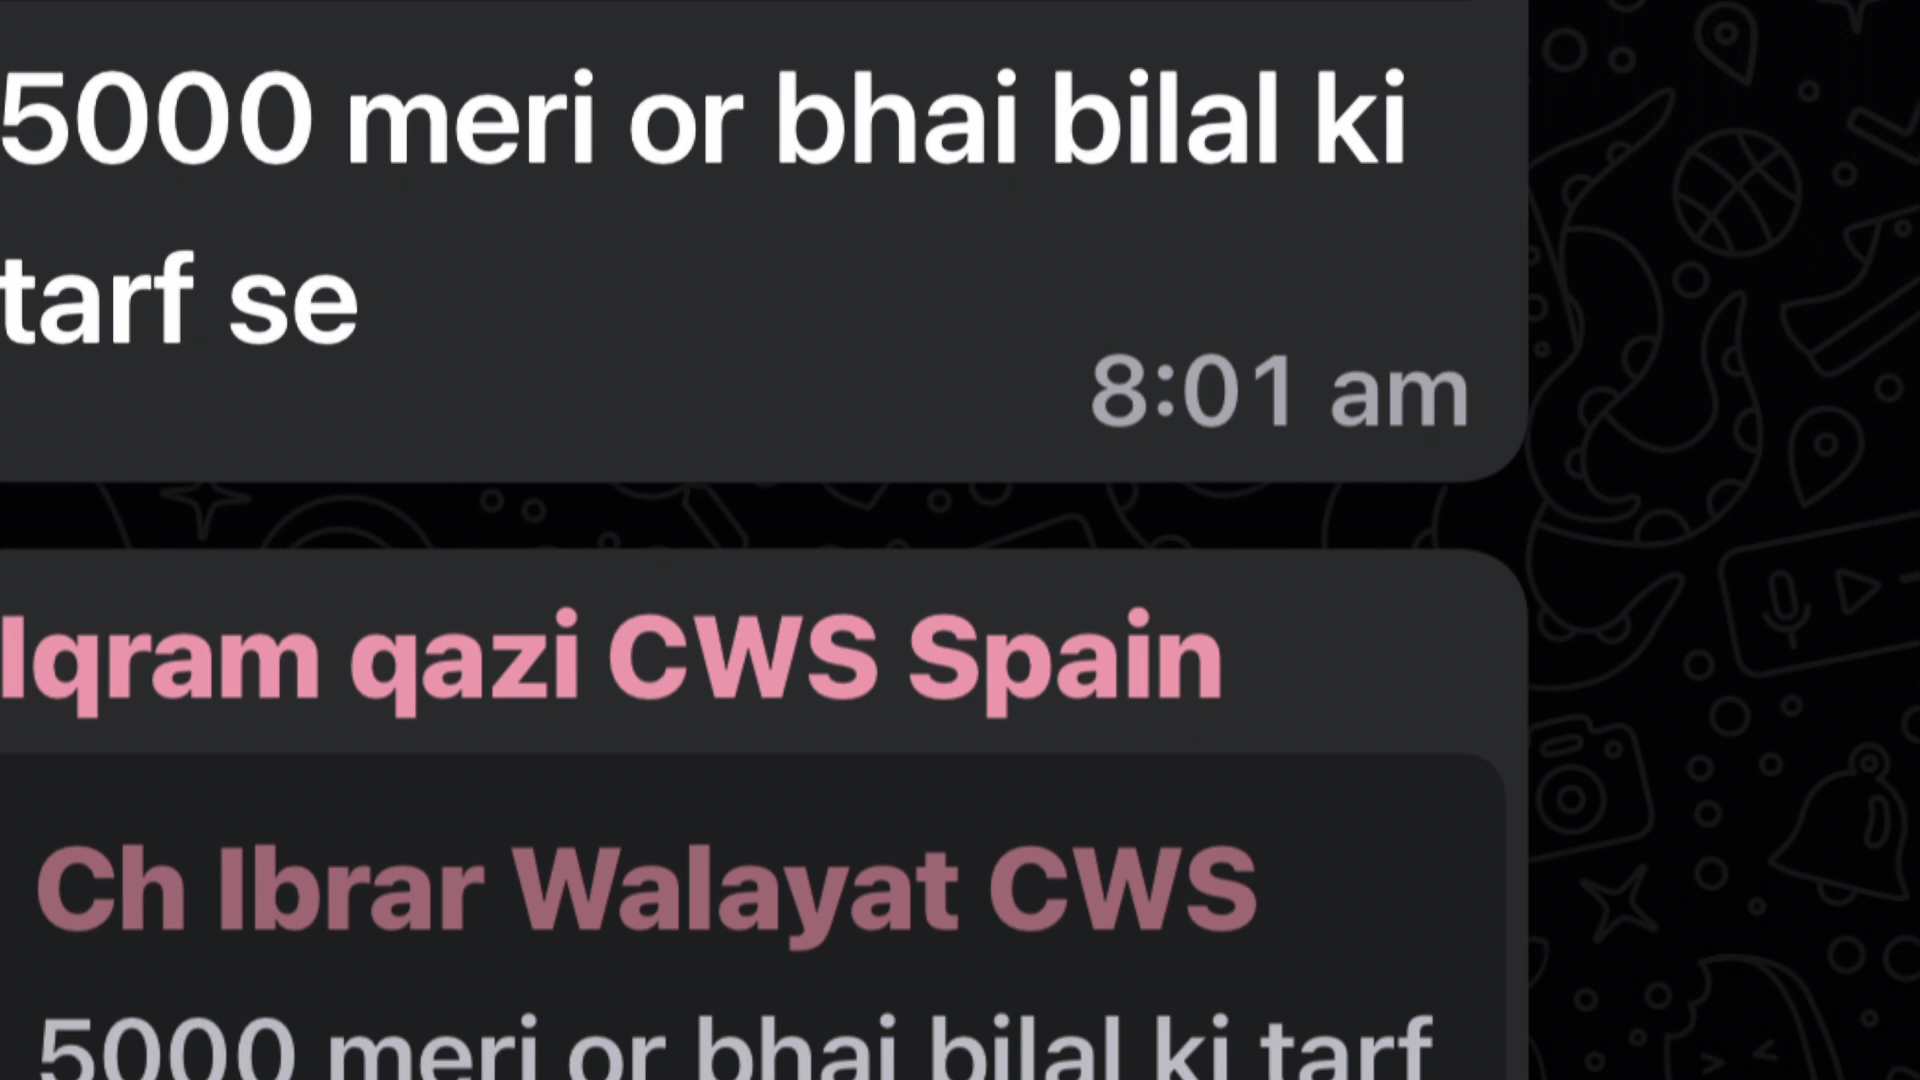 5000 meri or bhai bilal ki
tarf se
8:01 am
Iqram qazi CWS Spain
Ch Ibrar Walayat CWS
5000 meri or bhai bilal ki tarf